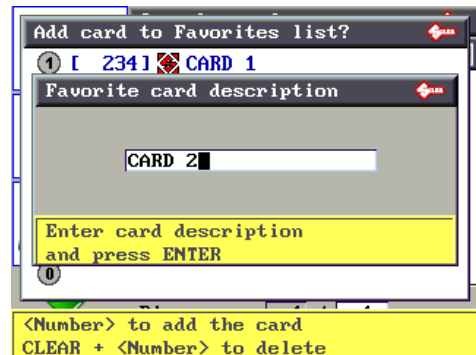 Add card to Favorites list?
1 [ 234] CARD 1
Favorite card description
CARD 2
Enter card description
and press ENTER
0
<Number> to add the card
CLEAR + <Number> to delete